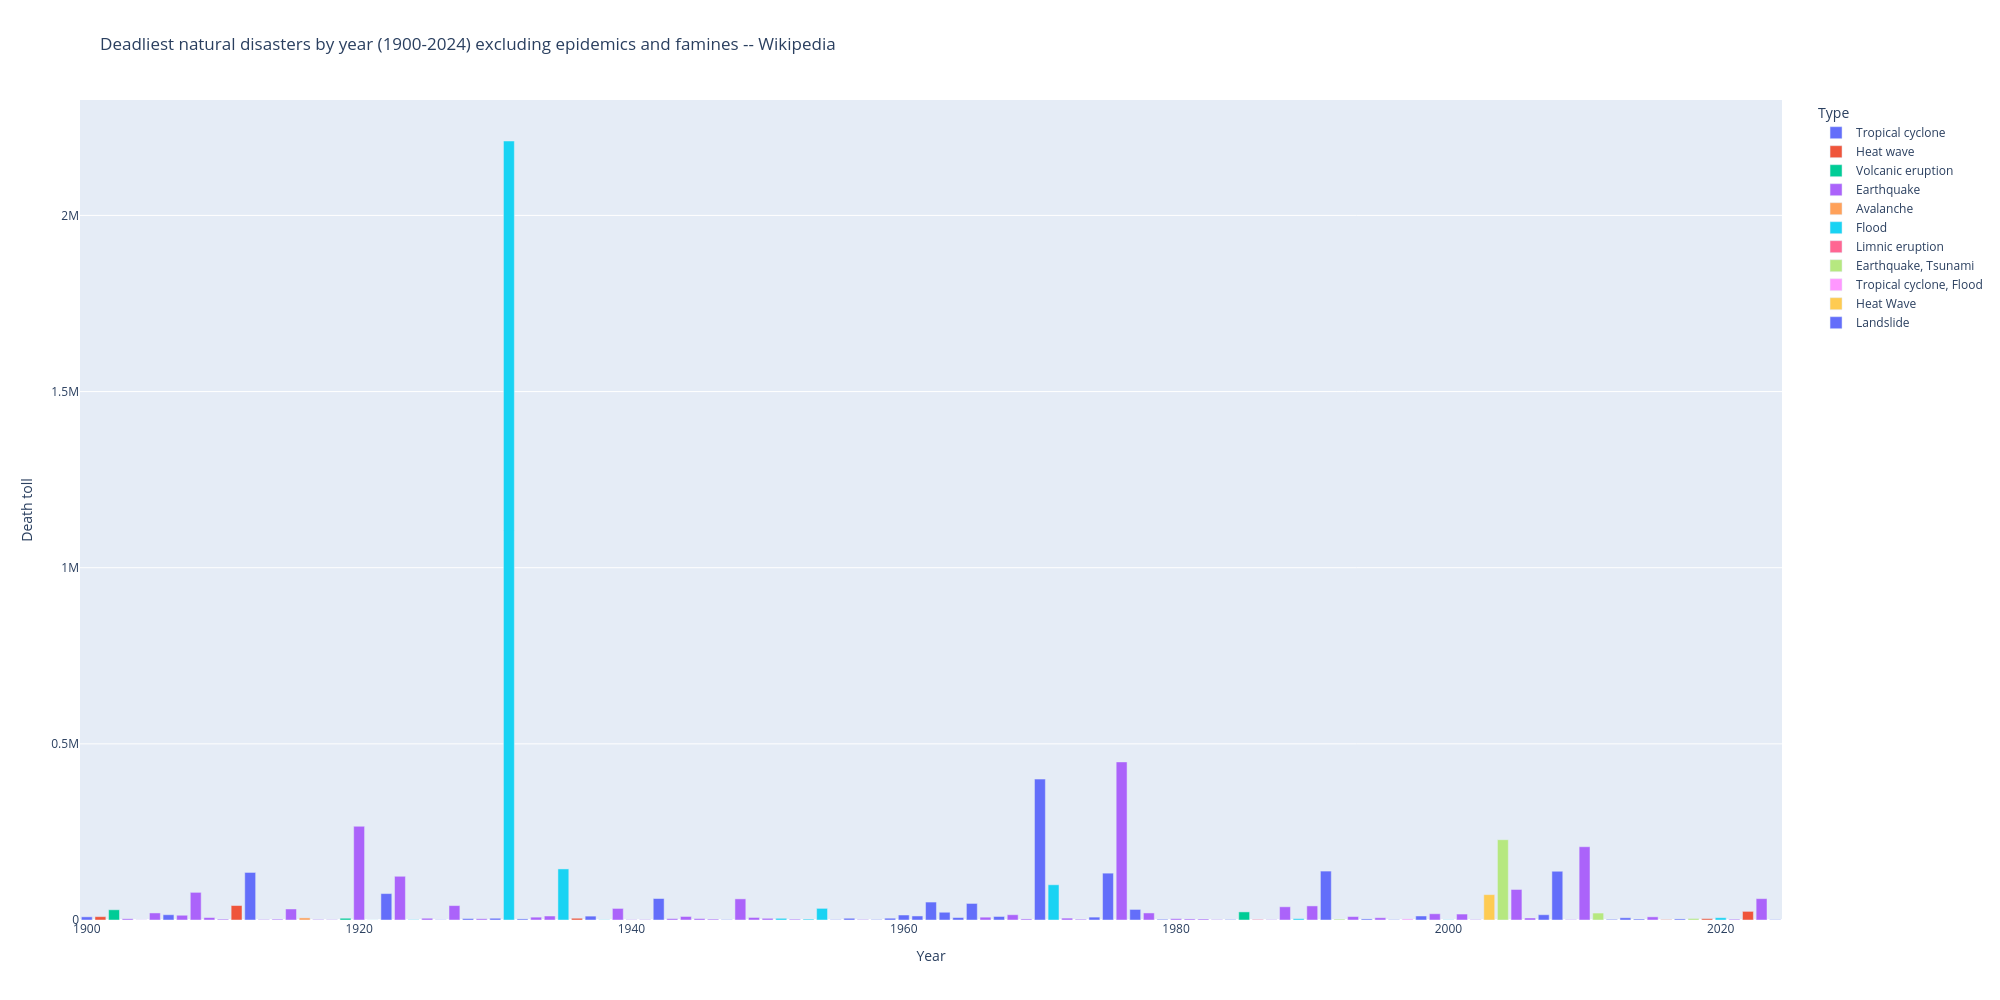 Deadliest natural disasters by year (1900-2024) excluding epidemics and famines -- Wikipedia
Type
Tropical cyclone
Heat wave
Volcanic eruption
Earthquake
Avalanche
Flood
Limnic eruption
Earthquake, Tsunami
Tropical cyclone, Flood
Heat Wave
Landslide
2M
1.5M
1M
0.5M
0
Death toll
1900 1920 1940 1960 1980 2000 2020
Year